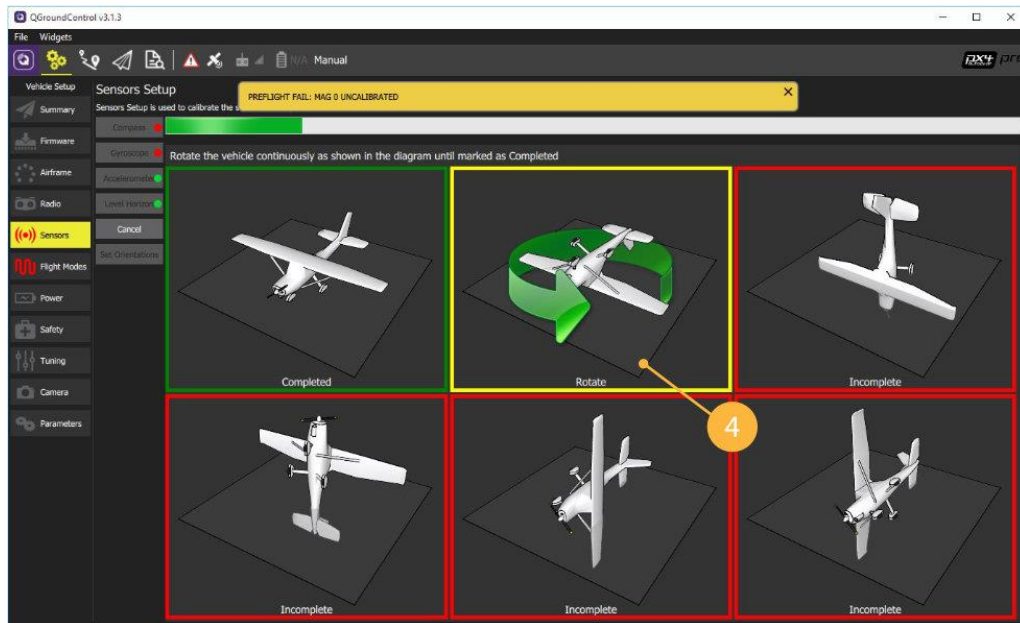 QGroundControl v3.1.3
File Widgets
N/A Manual
PX4 pro
Vehicle Setup
Summary
Firmware
Airframe
Radio
Sensors
Flight Modes
Power
Safety
Tuning
Camera
Parameters
Sensors Setup
Sensors Setup is used to calibrate the s
PREFLIGHT FAIL: MAG 0 UNCALIBRATED
Compass
Gyroscope
Accelerometer
Level Horizon
Cancel
Set Orientations
Rotate the vehicle continuously as shown in the diagram until marked as Completed
Completed
Rotate
Incomplete
4
Incomplete
Incomplete
Incomplete